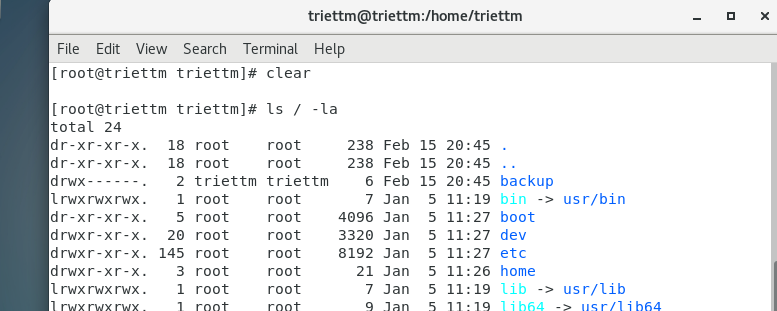 triettm@triettm:/home/triettm
File Edit View Search Terminal Help
[root@triettm triettm]# clear
[root@triettm triettm]# ls / -la
total 24
dr-xr-xr-x.  18 root    root     238 Feb 15 20:45 .
dr-xr-xr-x.  18 root    root     238 Feb 15 20:45 ..
drwx------.   2 triettm triettm    6 Feb 15 20:45 backup
lrwxrwxrwx.   1 root    root       7 Jan  5 11:19 bin -> usr/bin
dr-xr-xr-x.   5 root    root    4096 Jan  5 11:27 boot
drwxr-xr-x.  20 root    root    3320 Jan  5 11:27 dev
drwxr-xr-x. 145 root    root    8192 Jan  5 11:27 etc
drwxr-xr-x.   3 root    root      21 Jan  5 11:26 home
lrwxrwxrwx.   1 root    root       7 Jan  5 11:19 lib -> usr/lib
lrwxrwxrwx.   1 root    root       9 Jan  5 11:19 lib64 -> usr/lib64